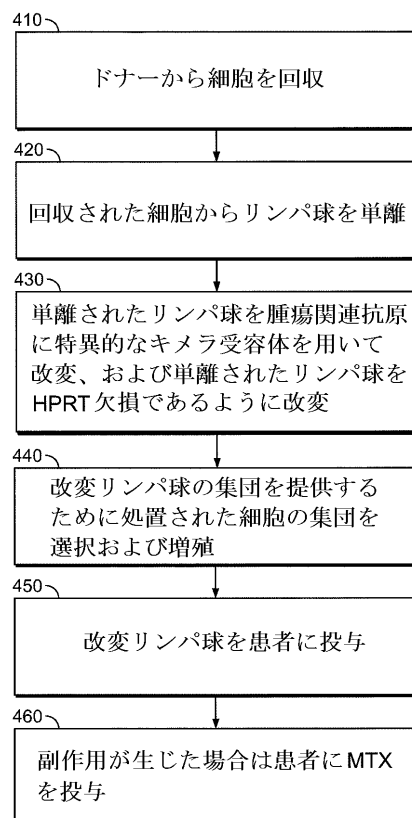 410
ドナーから細胞を回収
420
回収された細胞からリンパ球を単離
430
単離されたリンパ球を腫瘍関連抗原
に特異的なキメラ受容体を用いて
改変、および単離されたリンパ球を
HPRT 欠損であるように改変
440
改変リンパ球の集団を提供する
ために処置された細胞の集団を
選択および増殖
450
改変リンパ球を患者に投与
460
副作用が生じた場合は患者に MTX
を投与